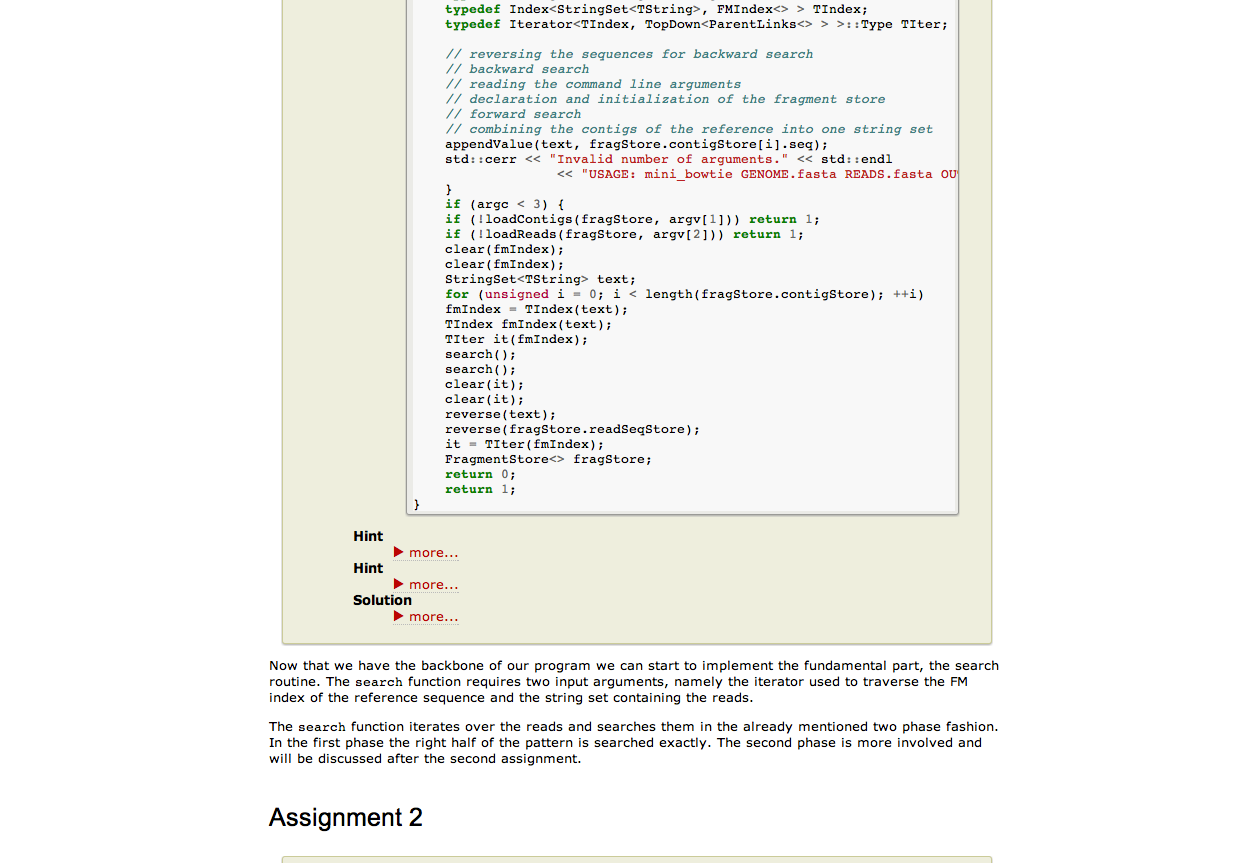 typedef Index<StringSet<TString>, FMIndex<> > TIndex;
typedef Iterator<TIndex, TopDown<ParentLinks<> > >::Type TIter;
// reversing the sequences for backward search
// backward search
// reading the command line arguments
// declaration and initialization of the fragment store
// forward search
// combining the contigs of the reference into one string set
appendValue(text, fragStore.contigStore[i].seq);
std::cerr << "Invalid number of arguments." << std::endl
<< "USAGE: mini_bowtie GENOME.fasta READS.fasta OU
}
if (argc < 3) {
if (!loadContigs(fragStore, argv[1])) return 1;
if (!loadReads(fragStore, argv[2])) return 1;
clear(fmIndex);
clear(fmIndex);
StringSet<TString> text;
for (unsigned i = 0; i < length(fragStore.contigStore); ++i)
fmIndex = TIndex(text);
TIndex fmIndex(text);
TIter it(fmIndex);
search();
search();
clear(it);
clear(it);
reverse(text);
reverse(fragStore.readSeqStore);
it = TIter(fmIndex);
FragmentStore<> fragStore;
return 0;
return 1;
}
Hint
more...
Hint
more...
Solution
more...
Now that we have the backbone of our program we can start to implement the fundamental part, the search
routine. The search function requires two input arguments, namely the iterator used to traverse the FM
index of the reference sequence and the string set containing the reads.
The search function iterates over the reads and searches them in the already mentioned two phase fashion.
In the first phase the right half of the pattern is searched exactly. The second phase is more involved and
will be discussed after the second assignment.
Assignment 2